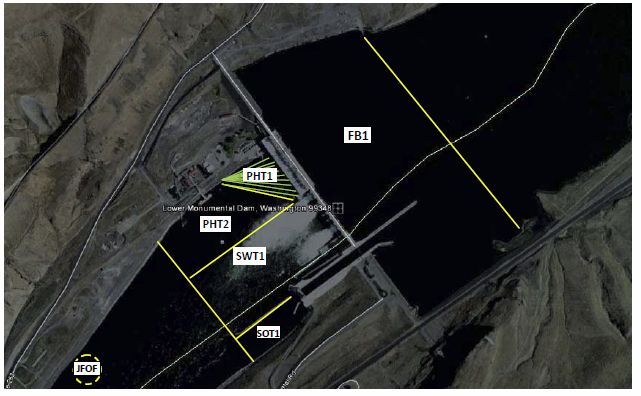 FB1
PHT1
Lower Monumental Dam, Washington 99348
PHT2
SWT1
SOT1
JFOF